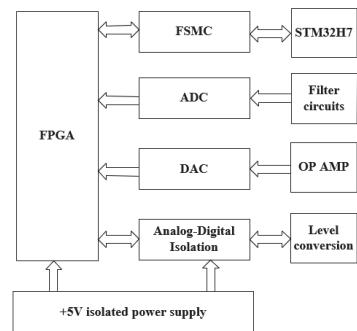 FSMC
STM32H7
FPGA
ADC
Filter
circuits
DAC
OP AMP
Analog-Digital
Isolation
Level
conversion
+5V isolated power supply